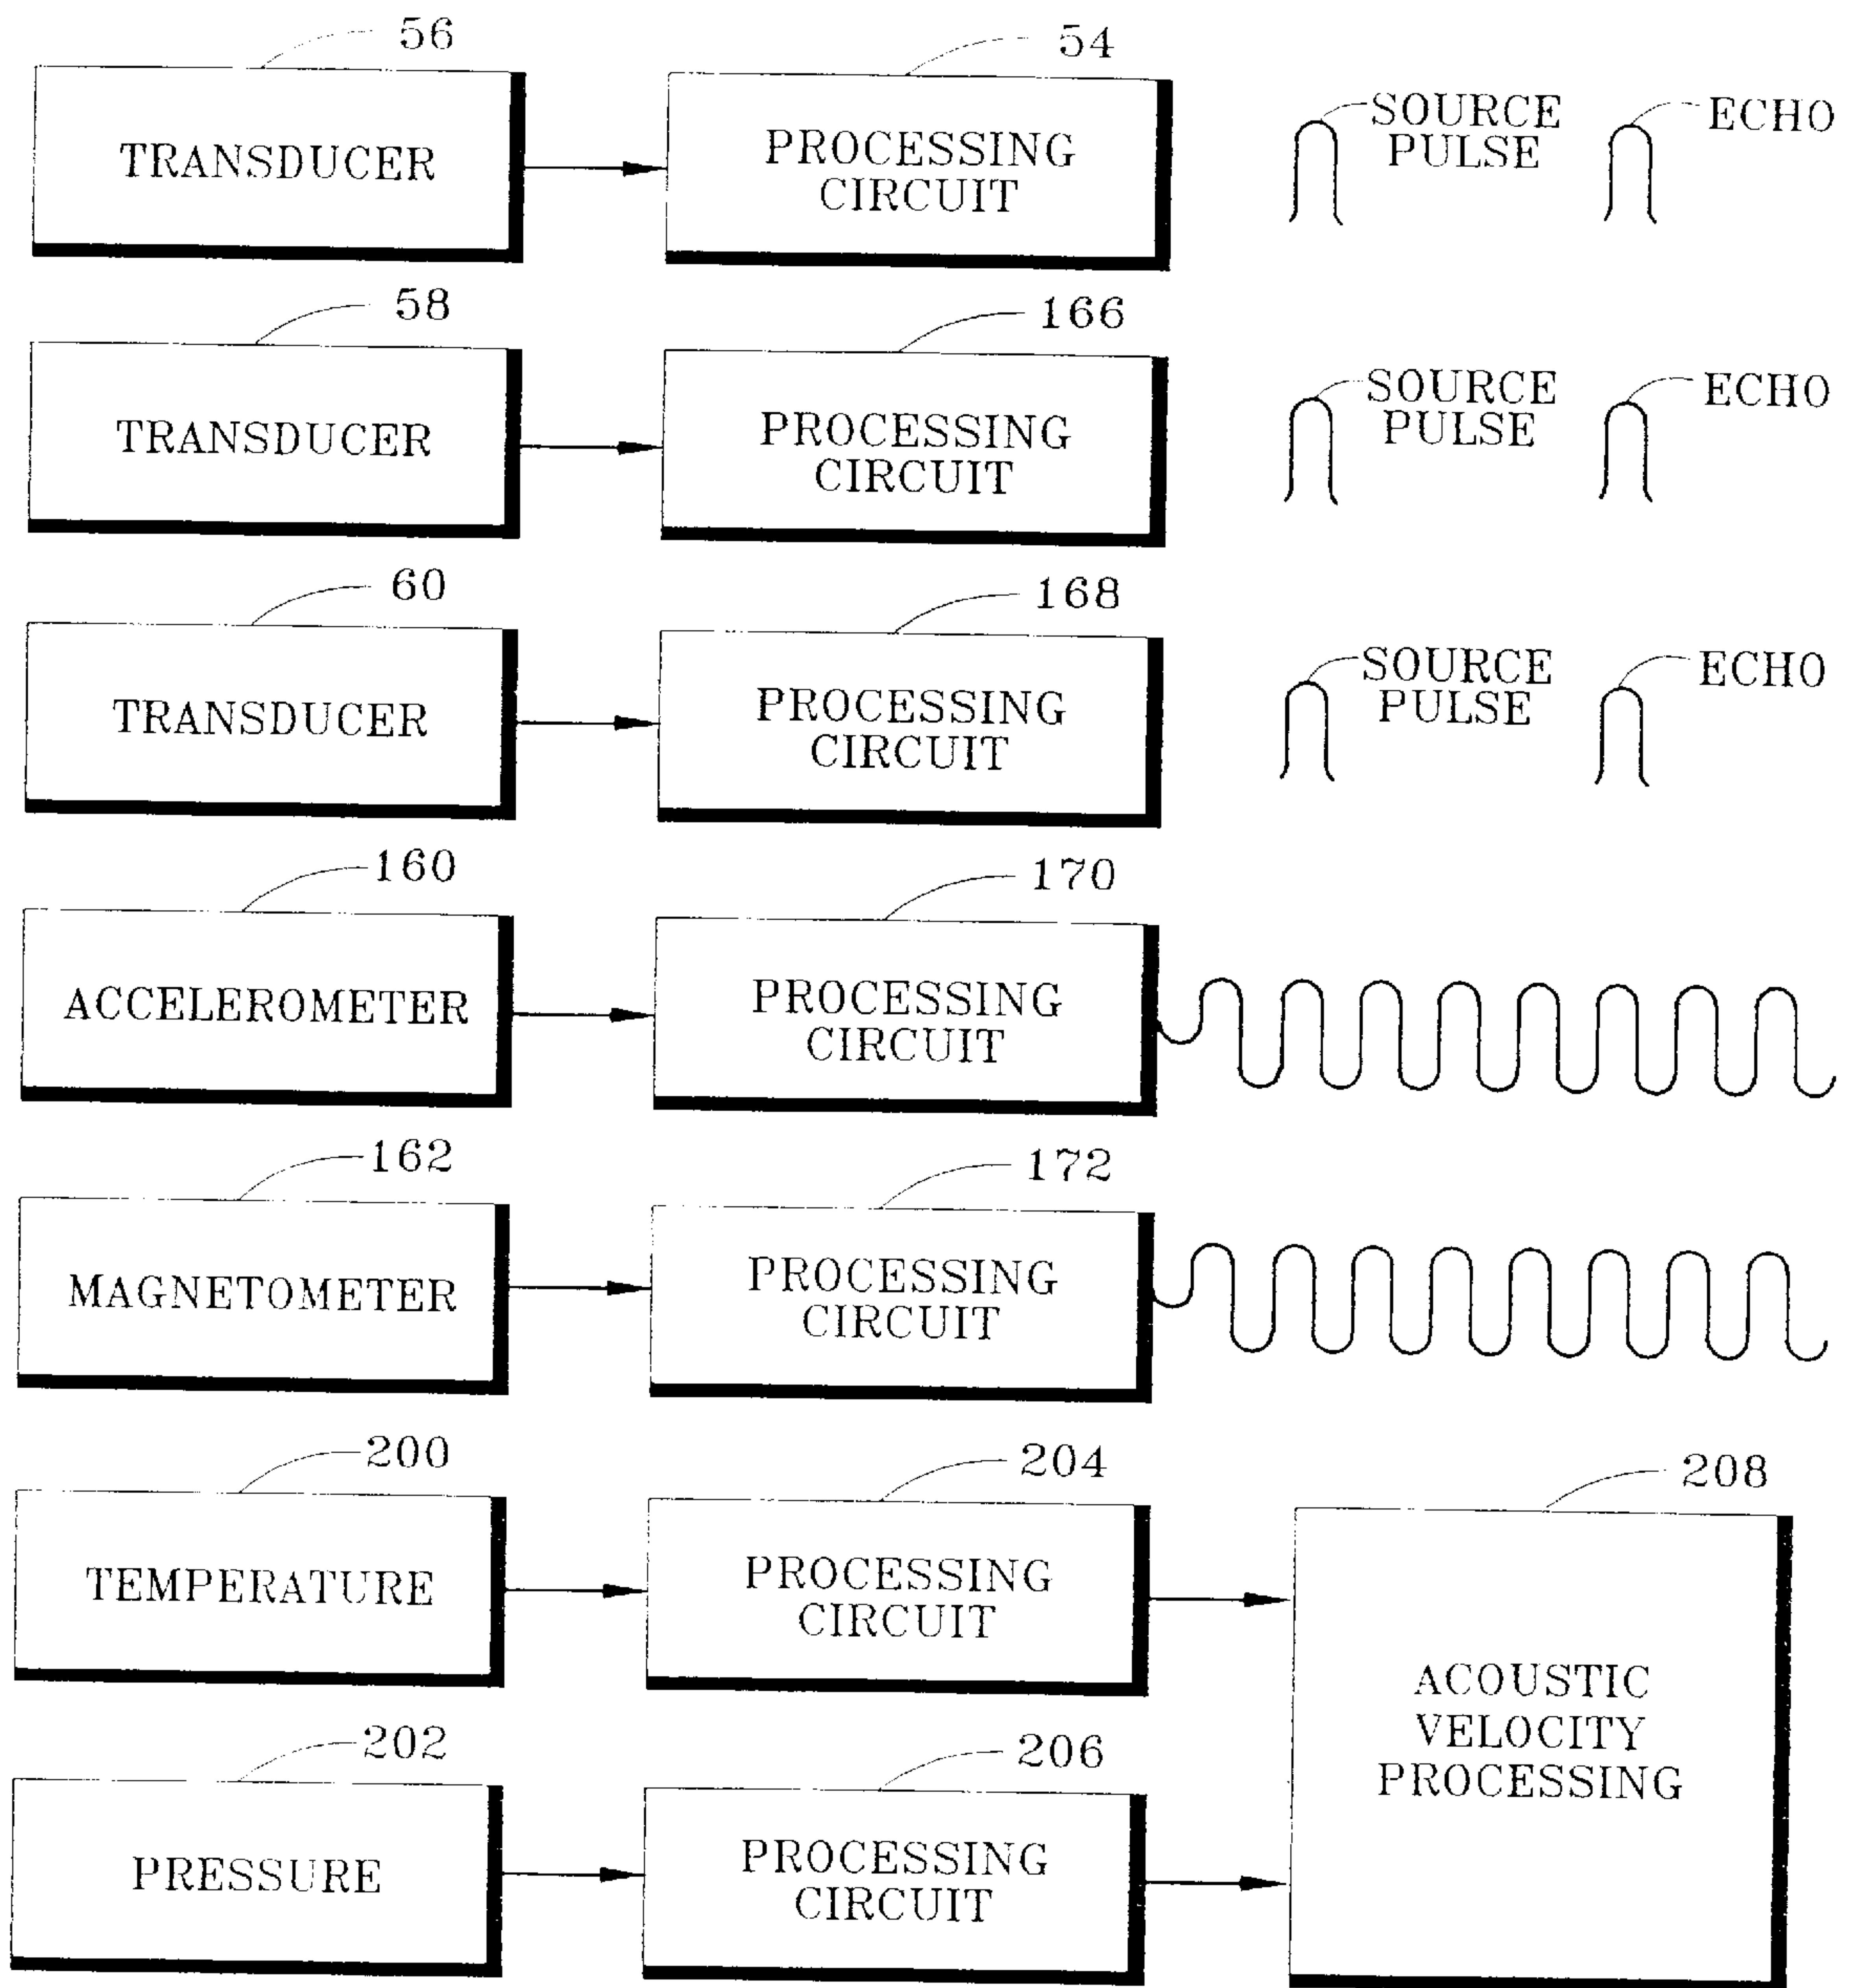 56
54
TRANSDUCER
PROCESSING
CIRCUIT
SOURCE
PULSE
ECHO
58
166
TRANSDUCER
PROCESSING
CIRCUIT
SOURCE
PULSE
ECHO
60
168
TRANSDUCER
PROCESSING
CIRCUIT
SOURCE
PULSE
ECHO
160
170
ACCELEROMETER
PROCESSING
CIRCUIT
162
172
MAGNETOMETER
PROCESSING
CIRCUIT
200
204
208
TEMPERATURE
PROCESSING
CIRCUIT
ACOUSTIC
VELOCITY
PROCESSING
202
206
PRESSURE
PROCESSING
CIRCUIT